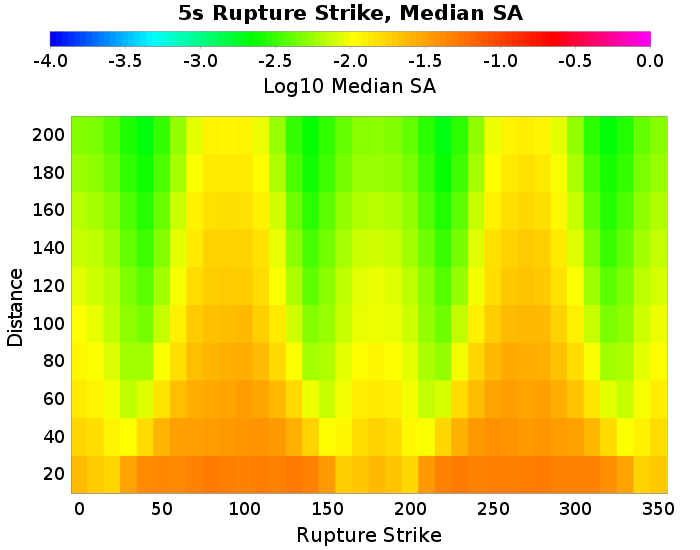 5s Rupture Strike, Median SA
-4.0 -3.5 -3.0 -2.5 -2.0 -1.5 -1.0 -0.5 0.0
Log10 Median SA
200
180
160
140
120
100
80
60
40
20
Distance
0 50 100 150 200 250 300 350
Rupture Strike